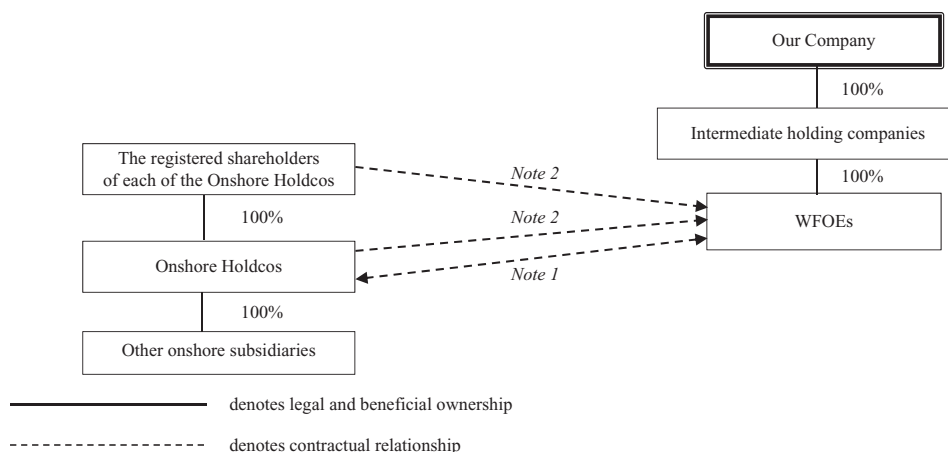 Our Company
100%
Intermediate holding companies
100%
WFOEs
The registered shareholders
of each of the Onshore Holdcos
Note 2
100%
Note 2
Onshore Holdcos
Note 1
100%
Other onshore subsidiaries
denotes legal and beneficial ownership
denotes contractual relationship